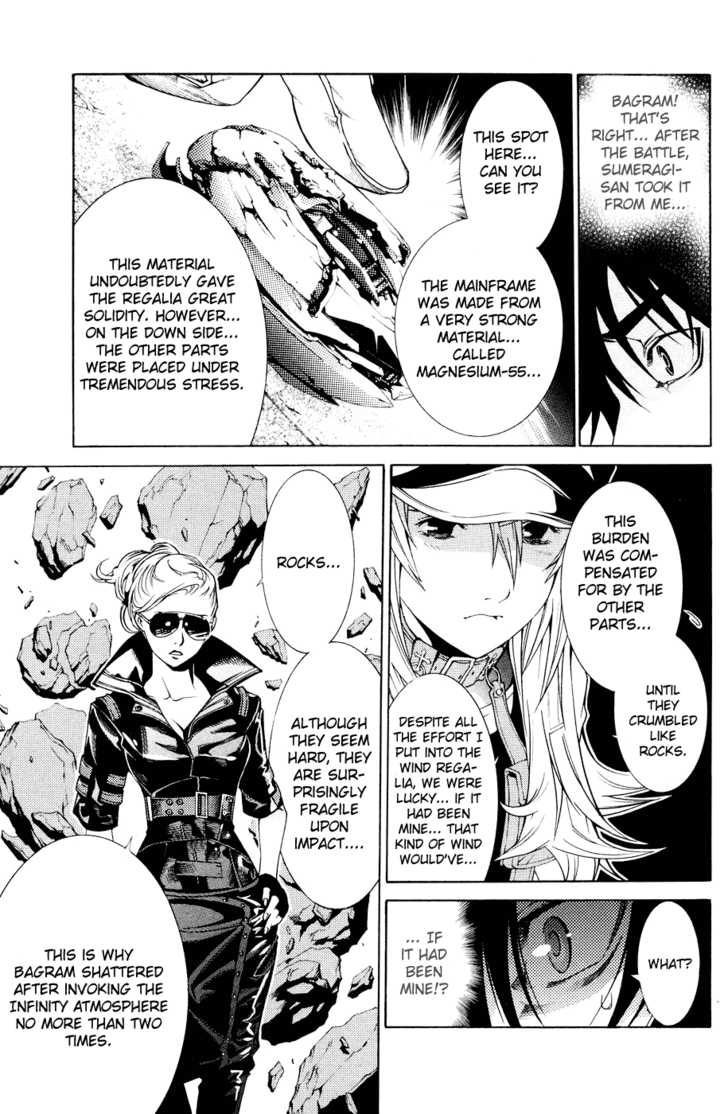 BAGRAM!
THAT'S
RIGHT... AFTER
THE BATTLE,
SUMERAGI-
SAN TOOK IT
FROM ME...
THIS SPOT
HERE...
CAN YOU
SEE IT?
THE MAINFRAME
WAS MADE FROM
A VERY STRONG
MATERIAL...
CALLED
MAGNESIUM-55...
THIS MATERIAL
UNDOUBTEDLY GAVE
THE REGALIA GREAT
SOLIDITY. HOWEVER...
ON THE DOWN SIDE...
THE OTHER PARTS
WERE PLACED UNDER
TREMENDOUS STRESS.
THIS
BURDEN
WAS COM-
PENSATED
FOR BY THE
OTHER
PARTS...
UNTIL
THEY
CRUMBLED
LIKE
ROCKS.
DESPITE ALL
THE EFFORT I
PUT INTO THE
WIND REGA-
LIA, WE WERE
LUCKY... IF IT
HAD BEEN
MINE... THAT
KIND OF WIND
WOULD'VE...
WHAT?
... IF
IT HAD
BEEN
MINE!?
ROCKS...
ALTHOUGH
THEY SEEM
HARD, THEY
ARE SUR-
PRISINGLY
FRAGILE
UPON
IMPACT....
THIS IS WHY
BAGRAM SHATTERED
AFTER INVOKING THE
INFINITY ATMOSPHERE
NO MORE THAN TWO
TIMES.